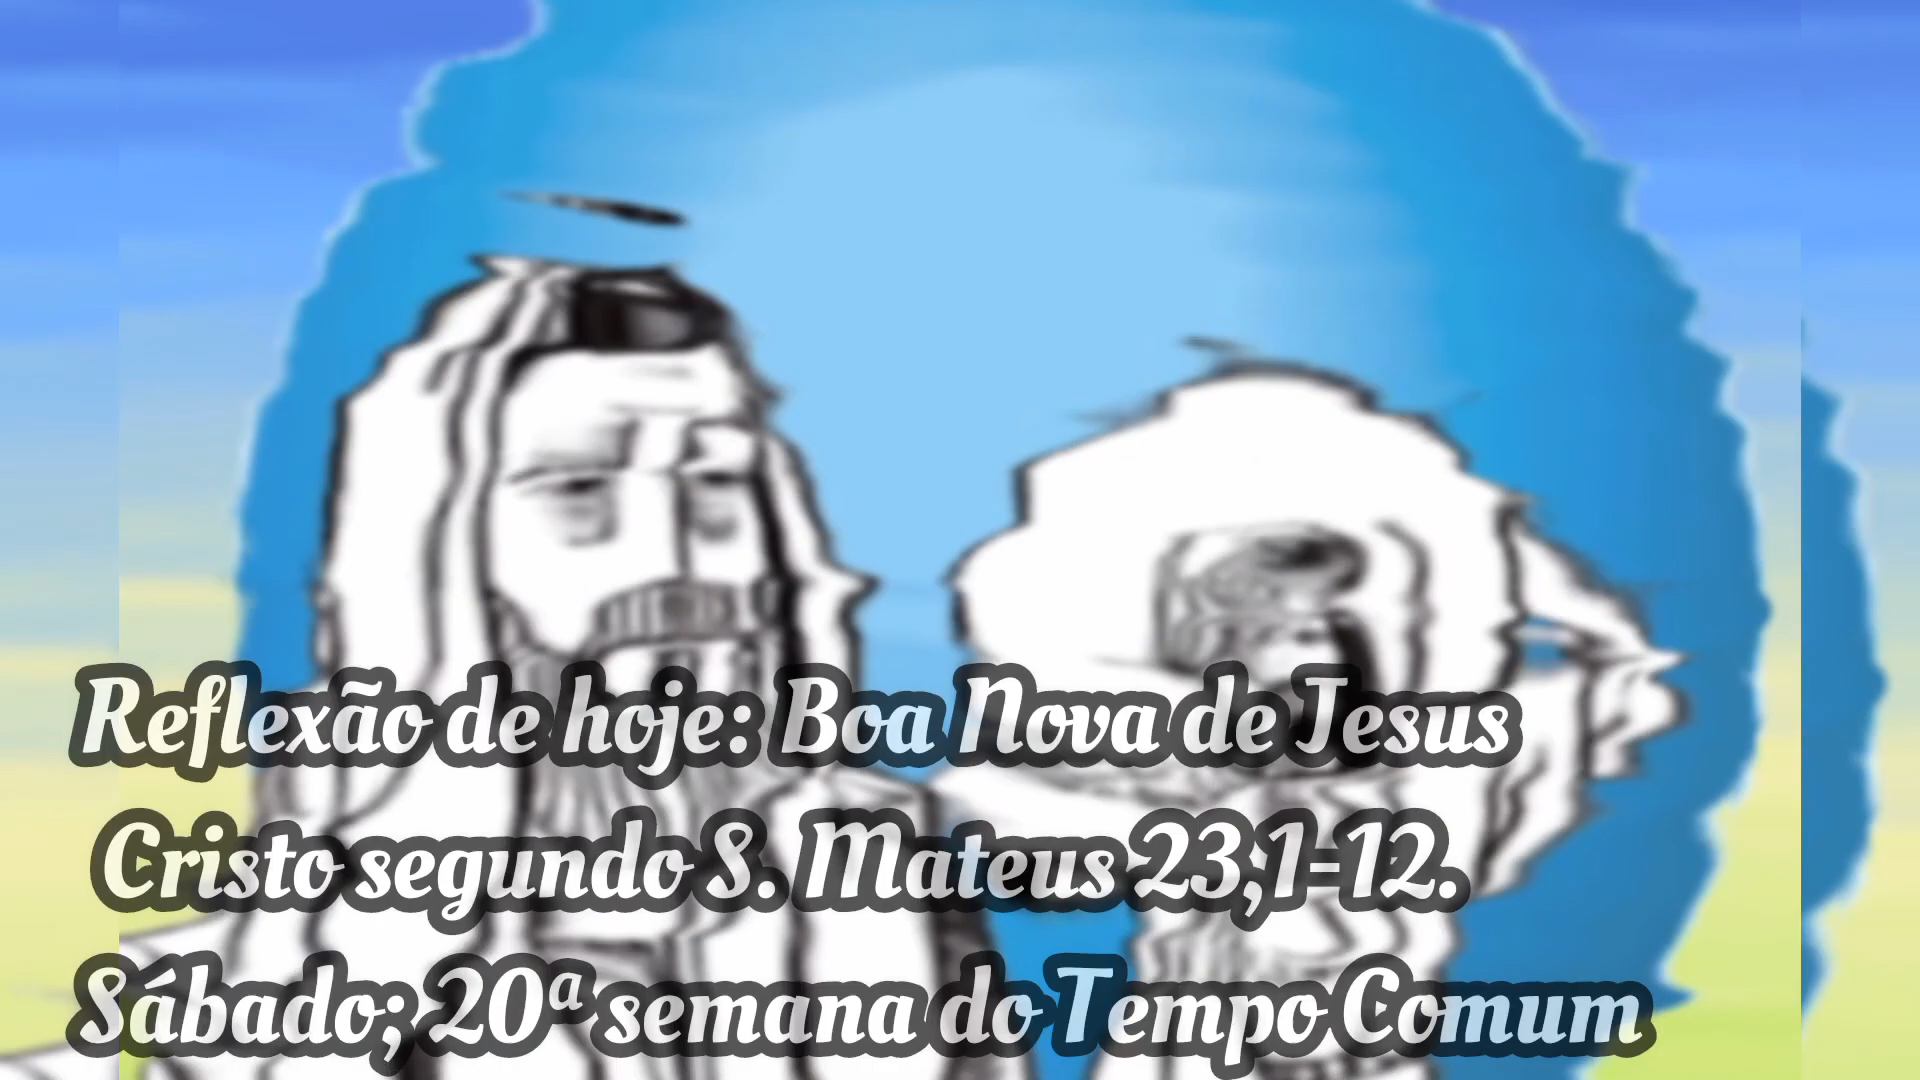 Reflexão de hoje: Boa Nova de Jesus
Cristo segundo S. Mateus 23,1-12.
Sábado; 20ª semana do Tempo Comum